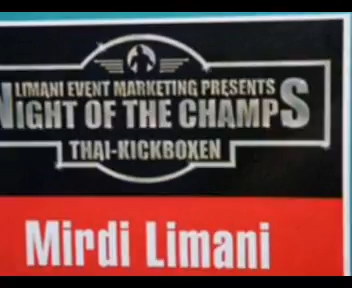 LIMANI EVENT MARKETING PRESENTS
NIGHT OF THE CHAMPS
THAI-KICKBOXEN
Mirdi Limani